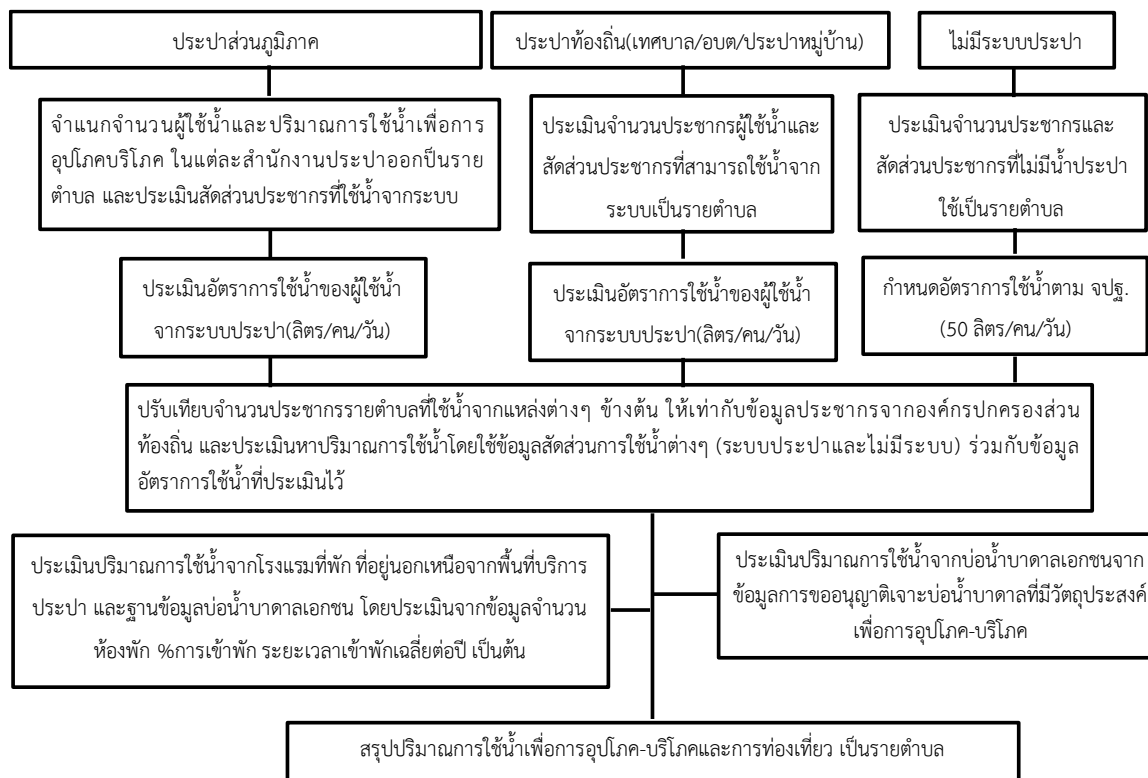 ประปาส่วนภูมิภาค
ประปาท้องถิ่น(เทศบาล/อบต/ประปาหมู่บ้าน)
ไม่มีระบบประปา
จำแนกจำนวนผู้ใช้น้ำและปริมาณการใช้น้ำเพื่อการ
อุปโภคบริโภค ในแต่ละสำนักงานประปาออกป็นราย
ตำบล และประเมินสัดส่วนประชากรที่ใช้น้ำจากระบบ
ประเมินจำนวนประชากรผู้ใช้น้ำและ
สัดส่วนประชากรที่สามารถใช้น้ำจาก
ระบบเป็นรายตำบล
ประเมินจำนวนประชากรและ
สัดส่วนประชากรที่ไม่มีน้ำประปา
ใช้เป็นรายตำบล
ประเมินอัตราการใช้น้ำของผู้ใช้น้ำ
จากระบบประปา(ลิตร/คน/วัน)
ประเมินอัตราการใช้น้ำของผู้ใช้น้ำ
จากระบบประปา(ลิตร/คน/วัน)
กำหนดอัตราการใช้น้ำตาม จปฐ.
(50 ลิตร/คน/วัน)
ปรับเทียบจำนวนประชากรรายตำบลที่ใช้น้ำจากแหล่งต่างๆ ข้างต้น ให้เท่ากับข้อมูลประชากรจากองค์กรปกครองส่วน
ท้องถิ่น และประเมินหาปริมาณการใช้น้ำโดยใช้ข้อมูลสัดส่วนการใช้น้ำต่างๆ (ระบบประปาและไม่มีระบบ) ร่วมกับข้อมูล
อัตราการใช้น้ำที่ประเมินไว้
ประเมินปริมาณการใช้น้ำจากโรงแรมที่พัก ที่อยู่นอกเหนือจากพื้นที่บริการ
ประปา และฐานข้อมูลบ่อน้ำบาดาลเอกชน โดยประเมินจากข้อมูลจำนวน
ห้องพัก %การเข้าพัก ระยะเวลาเข้าพักเฉลี่ยต่อปี เป็นต้น
ประเมินปริมาณการใช้น้ำจากบ่อน้ำบาดาลเอกชนจาก
ข้อมูลการขออนุญาติเจาะบ่อน้ำบาดาลที่มีวัตถุประสงค์
เพื่อการอุปโภค-บริโภค
สรุปปริมาณการใช้น้ำเพื่อการอุปโภค-บริโภคและการท่องเที่ยว เป็นรายตำบล